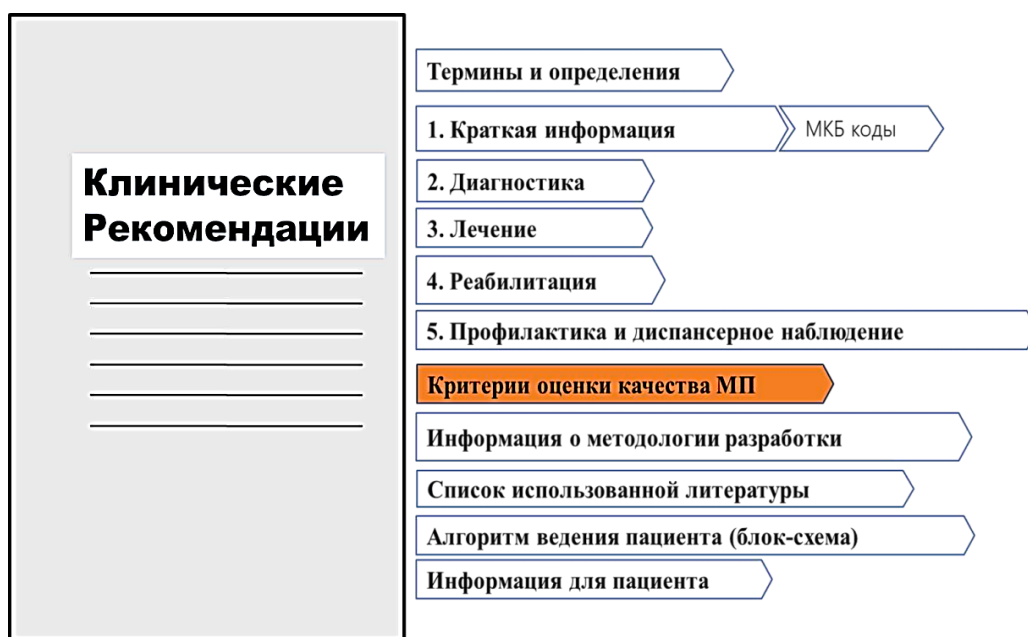 Клинические
Рекомендации
Термины и определения
1. Краткая информация
МКБ коды
2. Диагностика
3. Лечение
4. Реабилитация
5. Профилактика и диспансерное наблюдение
Критерии оценки качества МП
Информация о методологии разработки
Список использованной литературы
Алгоритм ведения пациента (блок-схема)
Информация для пациента